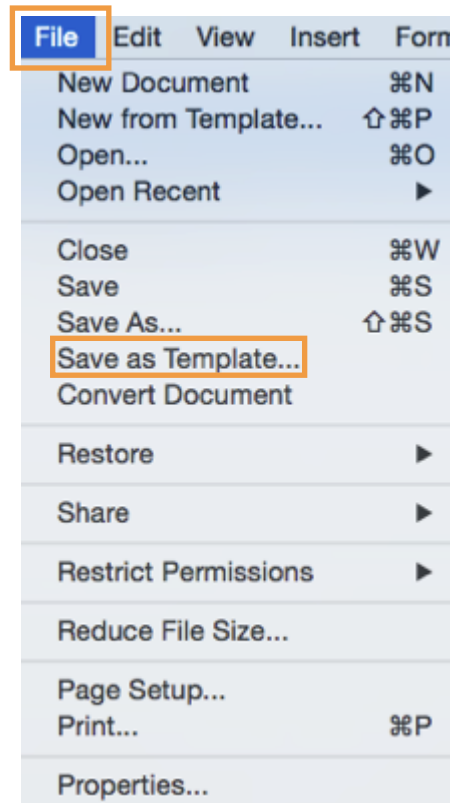 File Edit View Insert Form
New Document ⌘N
New from Template... ⇧⌘P
Open... ⌘O
Open Recent ▶
Close ⌘W
Save ⌘S
Save As... ⇧⌘S
Save as Template...
Convert Document
Restore ▶
Share ▶
Restrict Permissions ▶
Reduce File Size...
Page Setup...
Print... ⌘P
Properties...